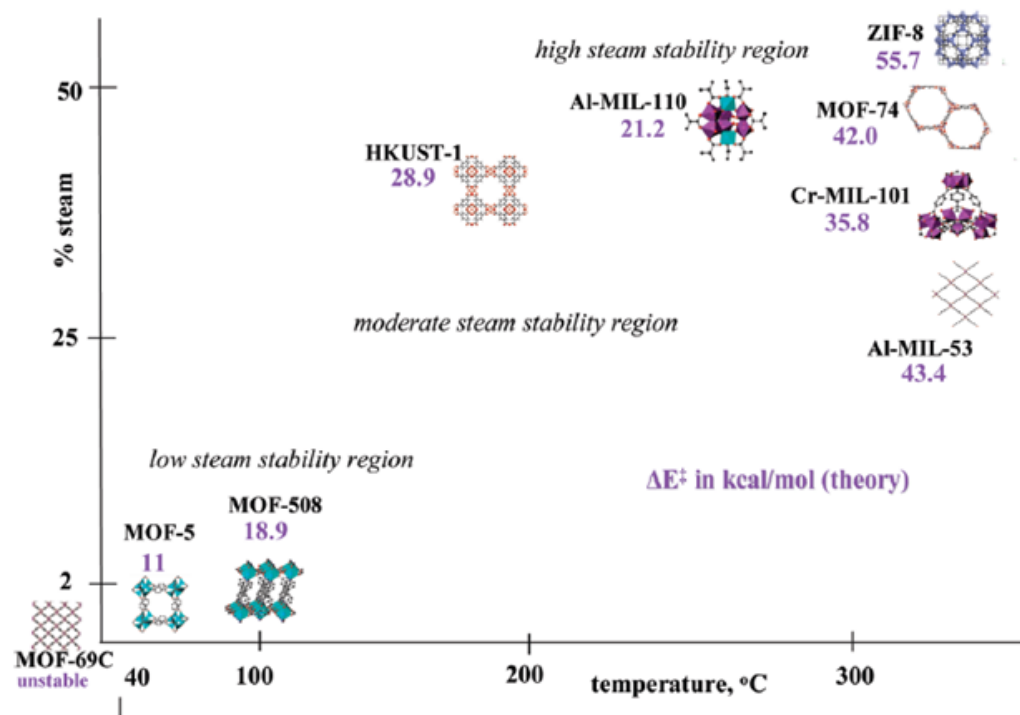 ZIF-8
55.7
high steam stability region
50
Al-MIL-110
21.2
MOF-74
42.0
HKUST-1
28.9
Cr-MIL-101
35.8
% steam
moderate steam stability region
25
Al-MIL-53
43.4
low steam stability region
ΔE‡ in kcal/mol (theory)
MOF-508
18.9
MOF-5
11
2
MOF-69C
unstable
40
100
200
300
temperature, °C